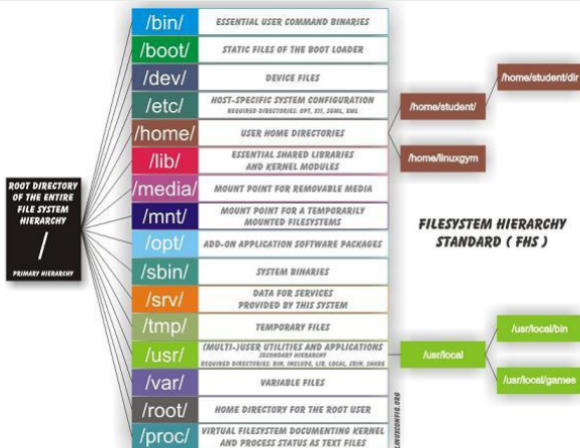 /bin/ ESSENTIAL USER COMMAND BINARIES
/boot/ STATIC FILES OF THE BOOT LOADER
/dev/ DEVICE FILES
/etc/ HOST-SPECIFIC SYSTEM CONFIGURATION
REQUIRED DIRECTORIES: OPT, X11, SGML, XML
/home/ USER HOME DIRECTORIES
/lib/ ESSENTIAL SHARED LIBRARIES
AND KERNEL MODULES
/media/ MOUNT POINT FOR REMOVABLE MEDIA
/mnt/ MOUNT POINT FOR A TEMPORARILY
MOUNTED FILESYSTEMS
/opt/ ADD-ON APPLICATION SOFTWARE PACKAGES
/sbin/ SYSTEM BINARIES
/srv/ DATA FOR SERVICES
PROVIDED BY THIS SYSTEM
/tmp/ TEMPORARY FILES
/usr/ (MULTI-)USER UTILITIES AND APPLICATIONS
SECONDARY HIERARCHY
REQUIRED DIRECTORIES: BIN, INCLUDE, LIB, LOCAL, SBIN, SHARE
/var/ VARIABLE FILES
/root/ HOME DIRECTORY FOR THE ROOT USER
/proc/ VIRTUAL FILESYSTEM DOCUMENTING KERNEL
AND PROCESS STATUS AS TEXT FILES
ROOT DIRECTORY
OF THE ENTIRE
FILE SYSTEM
HIERARCHY
/
PRIMARY HIERARCHY
/home/student/dir
/home/student/
/home/linuxgym
FILESYSTEM HIERARCHY
STANDARD ( FHS )
/usr/local/bin
/usr/local
/usr/local/games
LINUXCONFIG.ORG